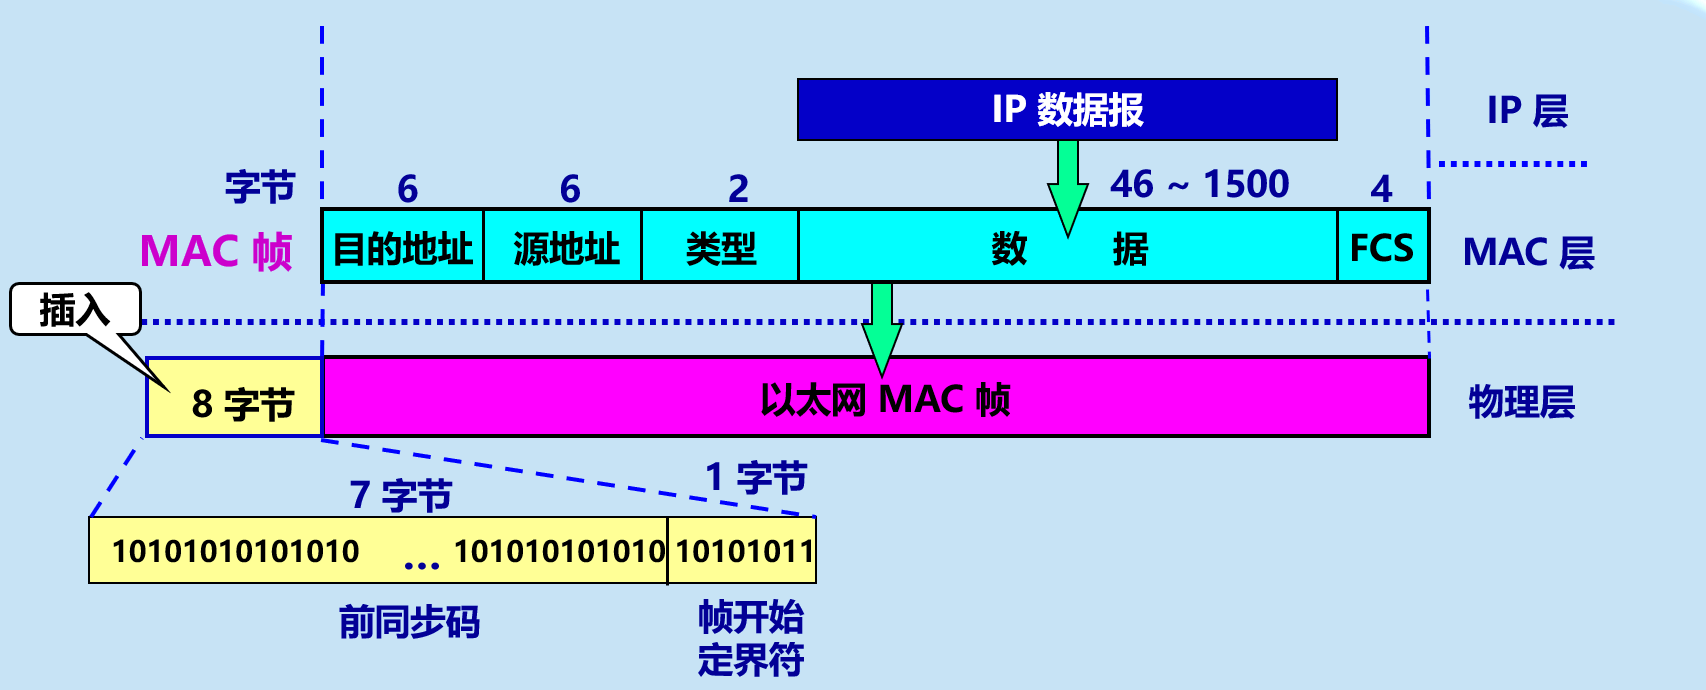 IP 数据报
IP 层
字节
6
6
2
46 ~ 1500
4
MAC 帧
目的地址
源地址
类型
数 据
FCS
MAC 层
插入
8 字节
以太网 MAC 帧
物理层
7 字节
1 字节
10101010101010 ... 101010101010
10101011
前同步码
帧开始
定界符